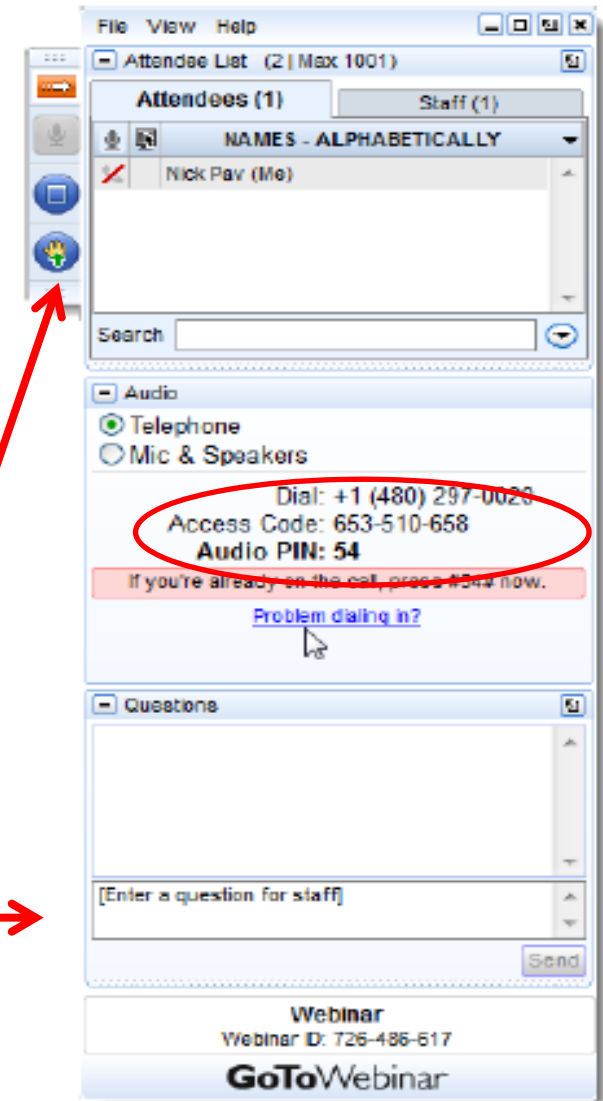 File View Help
Attendee List (2 | Max 1001)
Attendees (1) Staff (1)
NAMES - ALPHABETICALLY
Nick Pav (Me)
Search
Audio
Telephone
Mic & Speakers
Dial: +1 (480) 297-0020
Access Code: 653-510-658
Audio PIN: 54
If you're already on the call, press #54# now.
Problem dialing in?
Questions
[Enter a question for staff]
Send
Webinar
Webinar ID: 726-486-617
GoToWebinar